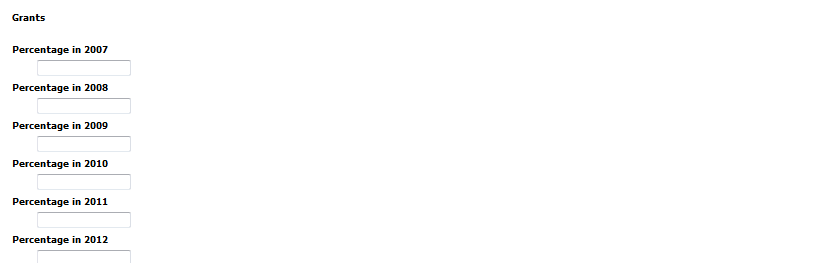 Grants
Percentage in 2007
Percentage in 2008
Percentage in 2009
Percentage in 2010
Percentage in 2011
Percentage in 2012